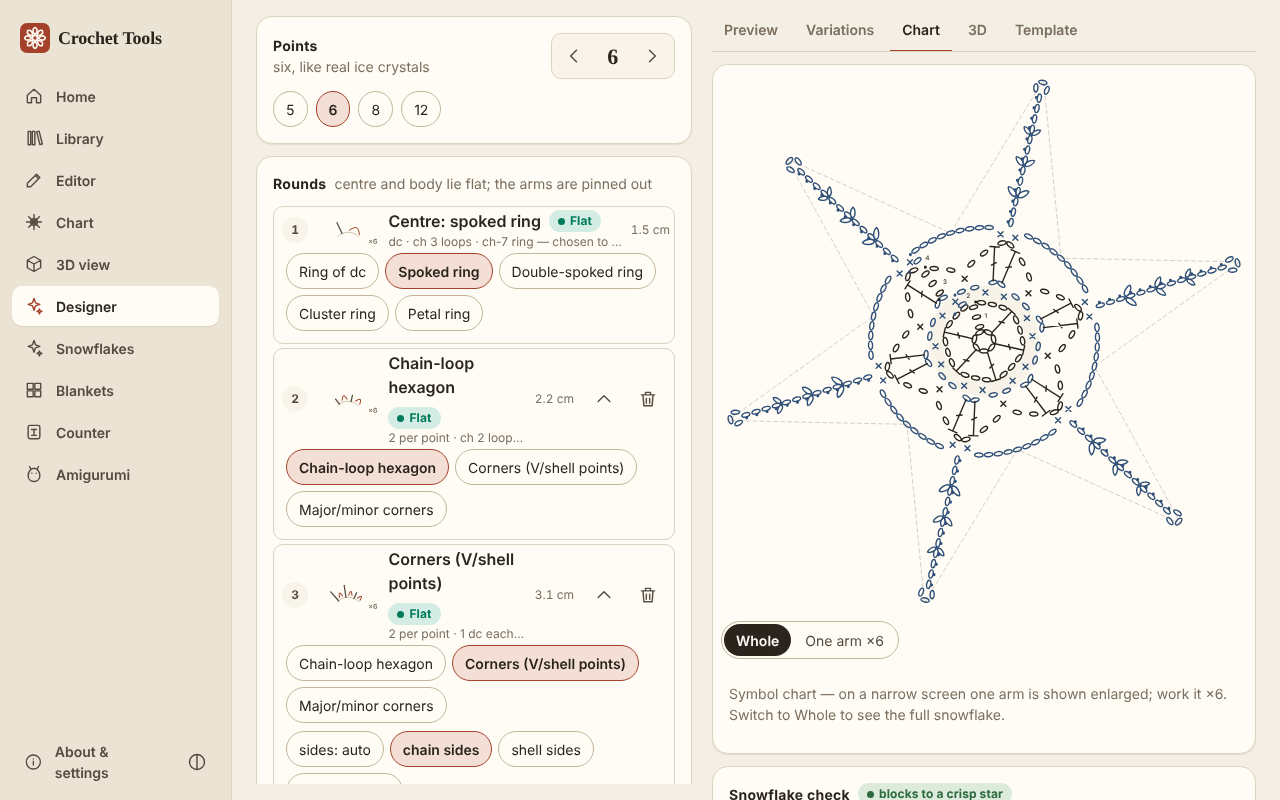 Crochet Tools
Home
Library
Editor
Chart
3D view
Designer
Snowflakes
Blankets
Counter
Amigurumi
About &
settings
Points
six, like real ice crystals
6
5
6
8
12
Rounds centre and body lie flat; the arms are pinned out
1
×6
Centre: spoked ring
Flat
dc · ch 3 loops · ch-7 ring — chosen to …
1.5 cm
Ring of dc
Spoked ring
Double-spoked ring
Cluster ring
Petal ring
2
×6
Chain-loop
hexagon
Flat
2 per point · ch 2 loop…
2.2 cm
Chain-loop hexagon
Corners (V/shell points)
Major/minor corners
3
×6
Corners (V/shell
points)
Flat
2 per point · 1 dc each…
3.1 cm
Chain-loop hexagon
Corners (V/shell points)
Major/minor corners
sides: auto
chain sides
shell sides
Preview
Variations
Chart
3D
Template
4
3
2
1
Whole
One arm ×6
Symbol chart — on a narrow screen one arm is shown enlarged; work it ×6.
Switch to Whole to see the full snowflake.
Snowflake check
blocks to a crisp star